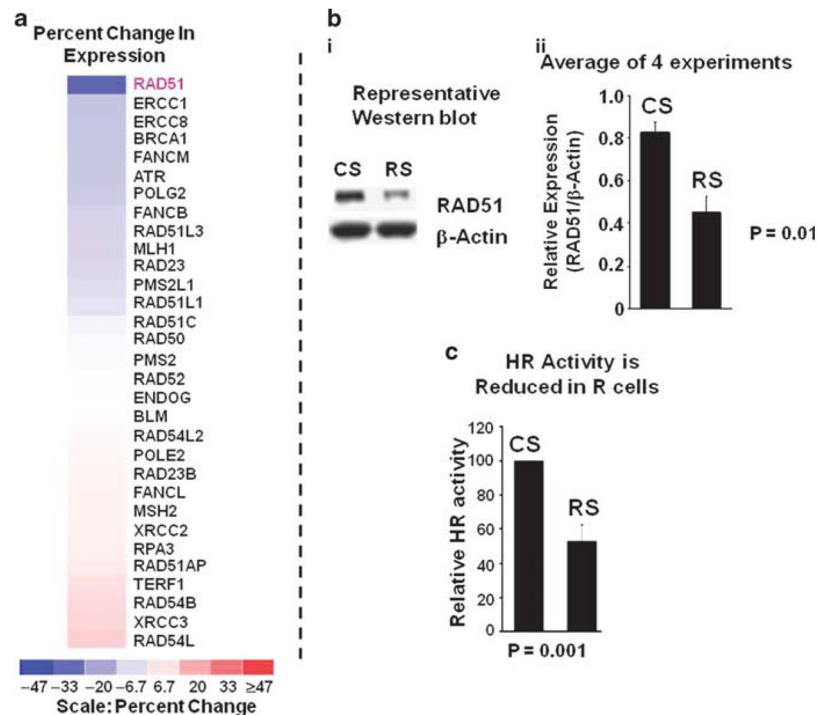 a
Percent Change In
Expression
RAD51
ERCC1
ERCC8
BRCA1
FANCM
ATR
POLG2
FANCB
RAD51L3
MLH1
RAD23
PMS2L1
RAD51L1
RAD51C
RAD50
PMS2
RAD52
ENDOG
BLM
RAD54L2
POLE2
RAD23B
FANCL
MSH2
XRCC2
RPA3
RAD51AP
TERF1
RAD54B
XRCC3
RAD54L
−47 −33 −20 −6.7 6.7 20 33 ≥47
Scale: Percent Change
b
i
Representative
Western blot
CS RS
RAD51
β-Actin
ii
Average of 4 experiments
Relative Expression
(RAD51/β-Actin)
1.0
0.8
0.6
0.4
0.2
0
CS
RS
P = 0.01
c
HR Activity is
Reduced in R cells
Relative HR activity
120
100
80
60
40
20
0
CS
RS
P = 0.001